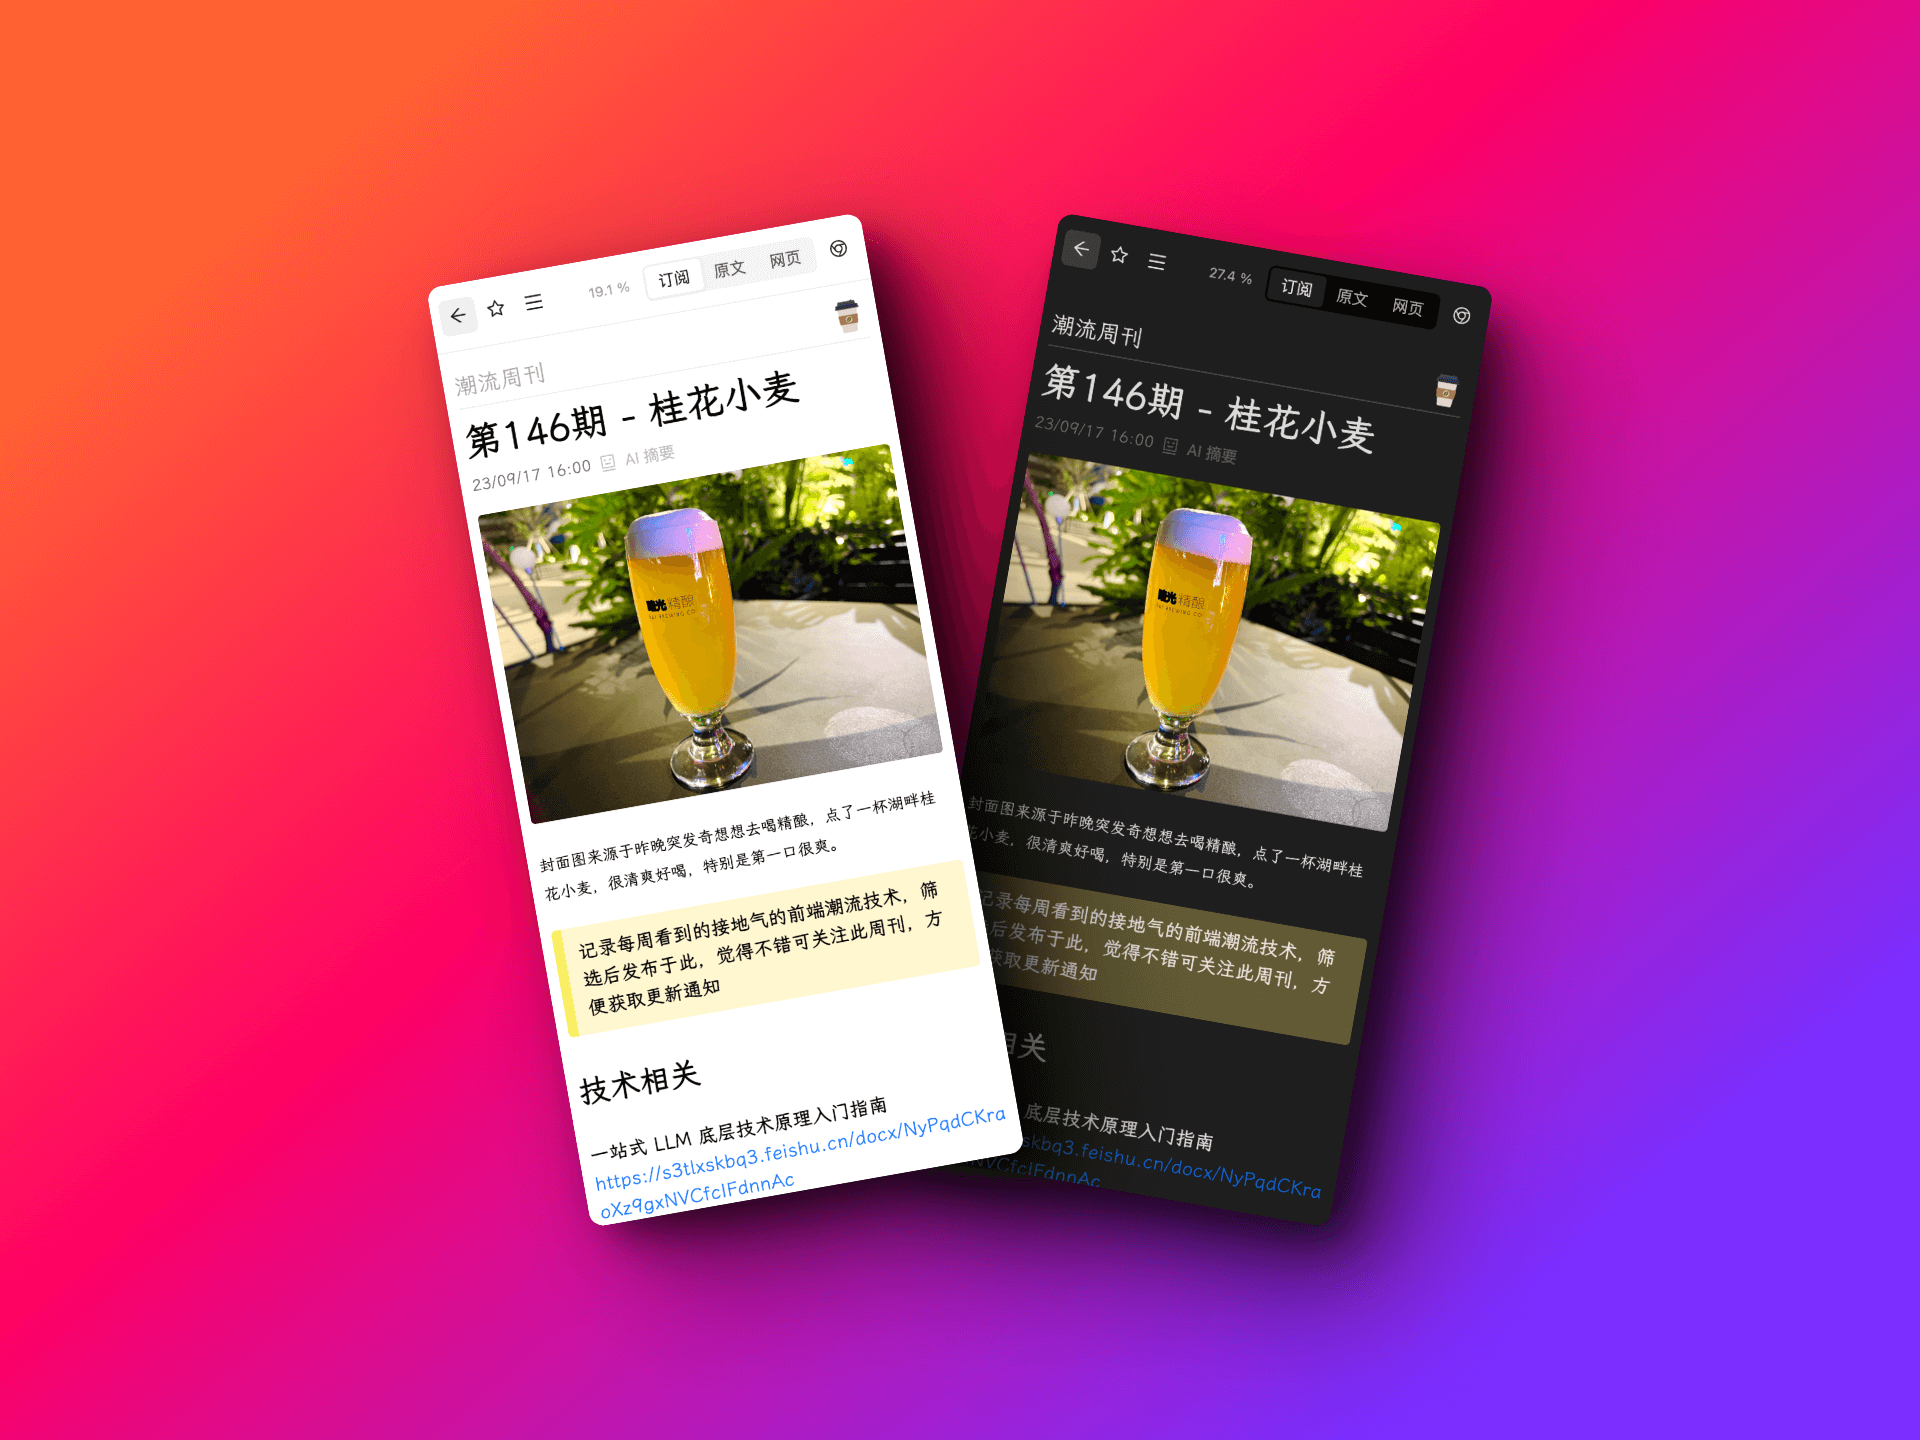 19.1 %
订阅
原文
网页
潮流周刊
第146期 - 桂花小麦
23/09/17 16:00 AI 摘要
精酿
封面图来源于昨晚突发奇想想去喝精酿，点了一杯湖畔桂
花小麦，很清爽好喝，特别是第一口很爽。
记录每周看到的接地气的前端潮流技术，筛
选后发布于此，觉得不错可关注此周刊，方
便获取更新通知
技术相关
一站式 LLM 底层技术原理入门指南
https://s3tlxskbq3.feishu.cn/docx/NyPqdCKra
oXz9gxNVCfcIFdnnAc
27.4 %
订阅
原文
网页
潮流周刊
第146期 - 桂花小麦
23/09/17 16:00 AI 摘要
精酿
封面图来源于昨晚突发奇想想去喝精酿，点了一杯湖畔桂
花小麦，很清爽好喝，特别是第一口很爽。
记录每周看到的接地气的前端潮流技术，筛
后发布于此，觉得不错可关注此周刊，方
获取更新通知
相关
底层技术原理入门指南
skbq3.feishu.cn/docx/NyPqdCKra
NVCfcIFdnnAc